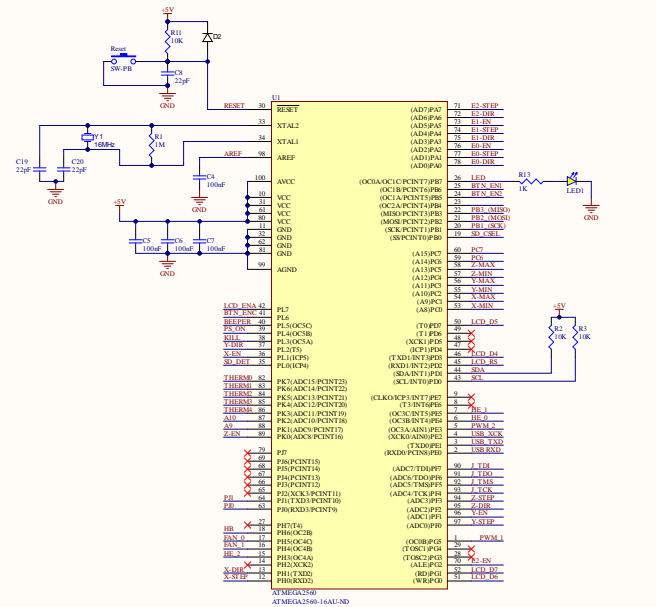 +5V
R11
10K
D2
Reset
SW-PB
C8
22pF
GND
U1
RESET 30 RESET
33 XTAL2
Y1
16MHz
R1
1M
34 XTAL1
C19
22pF
C20
22pF
GND
AREF 98 AREF
C4
100nF
GND
100 AVCC
+5V
10 VCC
31 VCC
61 VCC
80 VCC
11 GND
32 GND
62 GND
81 GND
C5
100nF
C6
100nF
C7
100nF
GND
99 AGND
LCD_ENA 42 PL7
BTN_ENC 41 PL6
BEEPER 40 PL5(OC5C)
PS_ON 39 PL4(OC5B)
KILL 38 PL3(OC5A)
Y-DIR 37 PL2(T5)
X-EN 36 PL1(ICP5)
SD_DET 35 PL0(ICP4)
THERM0 82 PK7(ADC15/PCINT23)
THERM1 83 PK6(ADC14/PCINT22)
THERM2 84 PK5(ADC13/PCINT21)
THERM3 85 PK4(ADC12/PCINT20)
THERM4 86 PK3(ADC11/PCINT19)
A10 87 PK2(ADC10/PCINT18)
A9 88 PK1(ADC9/PCINT17)
Z-EN 89 PK0(ADC8/PCINT16)
79 PJ7
69 PJ6(PCINT15)
68 PJ5(PCINT14)
67 PJ4(PCINT13)
66 PJ3(PCINT12)
65 PJ2(XCK3/PCINT11)
PJ1 64 PJ1(TXD3/PCINT10)
PJ0 63 PJ0(RXD3/PCINT9)
27 PH7(T4)
HB 18 PH6(OC2B)
FAN_0 17 PH5(OC4C)
FAN_1 16 PH4(OC4B)
HE_2 15 PH3(OC4A)
14 PH2(XCK2)
X-DIR 13 PH1(TXD2)
X-STEP 12 PH0(RXD2)
(AD7)PA7 71 E2-STEP
(AD6)PA6 72 E2-DIR
(AD5)PA5 73 E1-EN
(AD4)PA4 74 E1-STEP
(AD3)PA3 75 E1-DIR
(AD2)PA2 76 E0-EN
(AD1)PA1 77 E0-STEP
(AD0)PA0 78 E0-DIR
(OC0A/OC1C/PCINT7)PB7 26 LED
(OC1B/PCINT6)PB6 25 BTN_EN1
(OC1A/PCINT5)PB5 24 BTN_EN2
(OC2A/PCINT4)PB4 23
(MISO/PCINT3)PB3 22 PB3_(MISO)
(MOSI/PCINT2)PB2 21 PB2_(MOSI)
(SCK/PCINT1)PB1 20 PB1_(SCK)
(SS/PCINT0)PB0 19 SD_CSEL
R13
1K
LED1
GND
(A15)PC7 60 PC7
(A14)PC6 59 PC6
(A13)PC5 58 Z-MAX
(A12)PC4 57 Z-MIN
(A11)PC3 56 Y-MAX
(A10)PC2 55 Y-MIN
(A9)PC1 54 X-MAX
(A8)PC0 53 X-MIN
(T0)PD7 50 LCD_D5
(T1)PD6 49
(XCK1)PD5 48
(ICP1)PD4 47
(TXD1/INT3)PD3 46 LCD_D4
(RXD1/INT2)PD2 45 LCD_RS
(SDA/INT1)PD1 44 SDA
(SCL/INT0)PD0 43 SCL
+5V
R2
10K
R3
10K
(CLKO/ICP3/INT7)PE7 9
(T3/INT6)PE6 8
(OC3C/INT5)PE5 7 HE_1
(OC3B/INT4)PE4 6 HE_0
(OC3A/AIN1)PE3 5 PWM_2
(XCK0/AIN0)PE2 4 USB_XCK
(TXD0)PE1 3 USB_TXD
(RXD0/PCINT8)PE0 2 USB RXD
(ADC7/TDI)PF7 90 J_TDI
(ADC6/TDO)PF6 91 J_TDO
(ADC5/TMS)PF5 92 J_TMS
(ADC4/TCK)PF4 93 J_TCK
(ADC3)PF3 94 Z-STEP
(ADC2)PF2 95 Z-DIR
(ADC1)PF1 96 Y-EN
(ADC0)PF0 97 Y-STEP
(OC0B)PG5 1 PWM_1
(TOSC1)PG4 29
(TOSC2)PG3 28
(ALE)PG2 70 E2-EN
(RD)PG1 52 LCD_D7
(WR)PG0 51 LCD_D6
ATMEGA2560
ATMEGA2560-16AU-ND